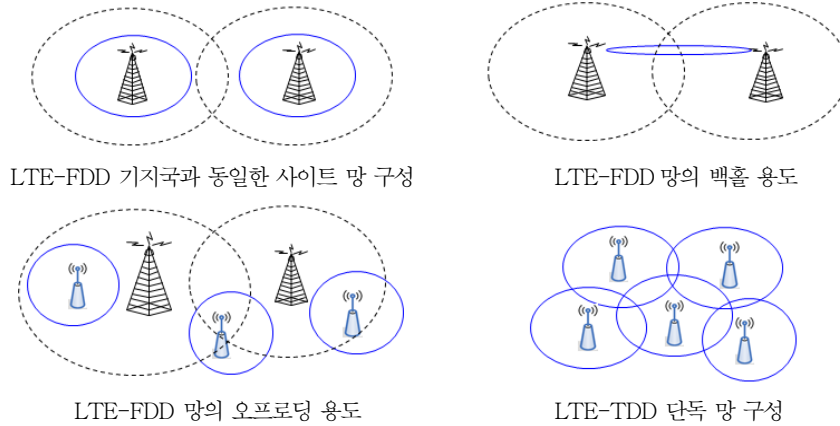 LTE-FDD 기지국과 동일한 사이트 망 구성
LTE-FDD 망의 백홀 용도
LTE-FDD 망의 오프로딩 용도
LTE-TDD 단독 망 구성